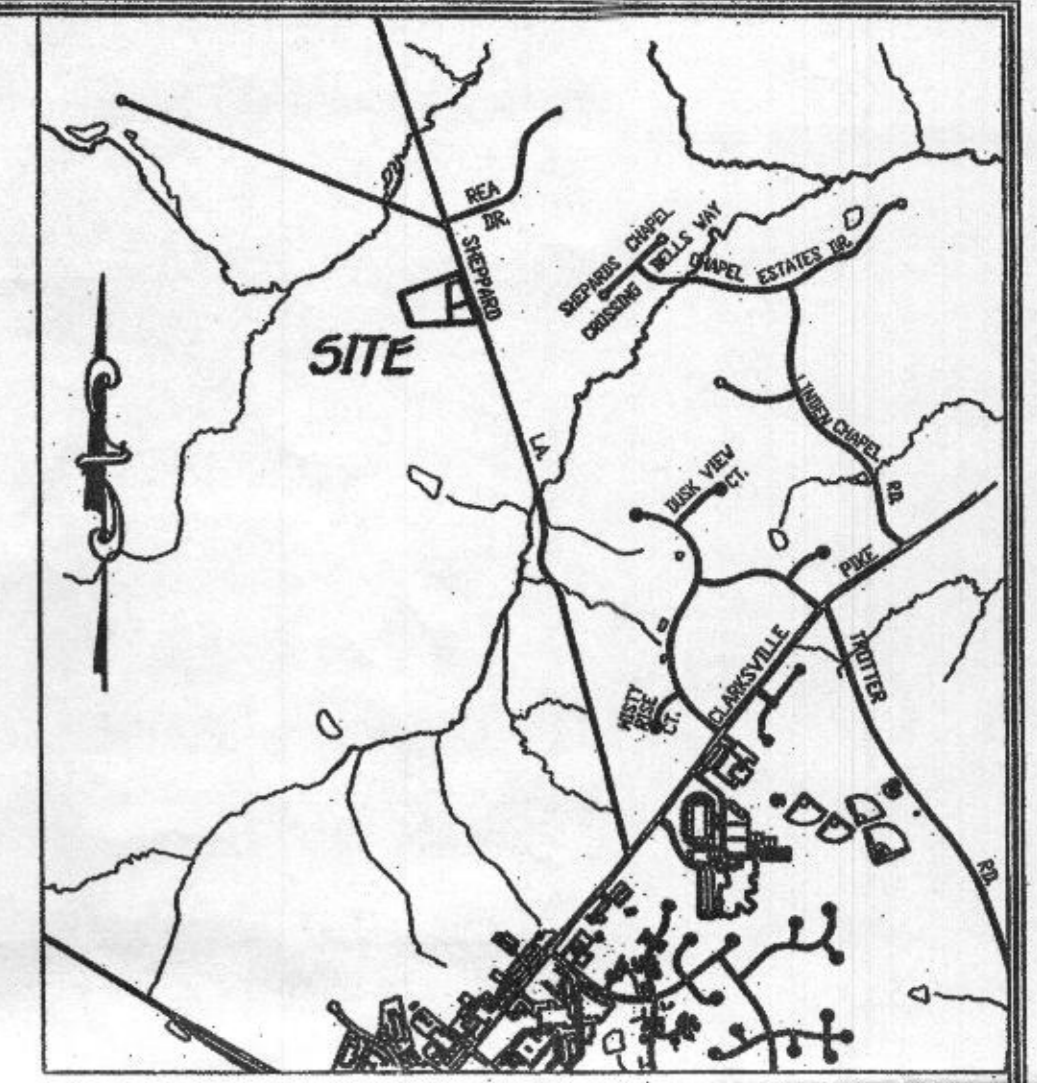 REA
DR.
SHEPPARD
LA.
SITE
SHEPARDS CHAPEL
CROSSING
BELLS WAY
CHAPEL ESTATES DR.
LINDEN CHAPEL
RD.
DUSK VIEW
CT.
PIKE
CLARKSVILLE
TROTTER
RD.
MISTY
RISE
CT.